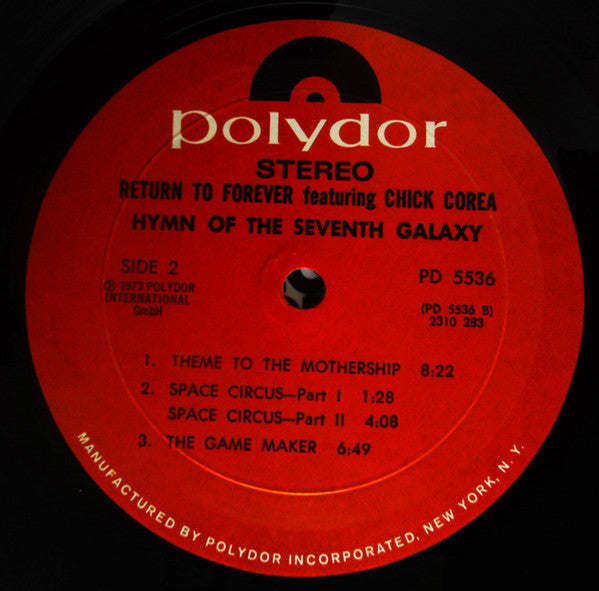 polydor
STEREO
RETURN TO FOREVER featuring CHICK COREA
HYMN OF THE SEVENTH GALAXY
SIDE 2
℗ 1973 POLYDOR
INTERNATIONAL
GmbH
PD 5536
(PD 5536 B)
2310 283
1. THEME TO THE MOTHERSHIP 8:22
2. SPACE CIRCUS—Part I 1:28
SPACE CIRCUS—Part II 4:08
3. THE GAME MAKER 6:49
MANUFACTURED BY POLYDOR INCORPORATED, NEW YORK, N. Y.